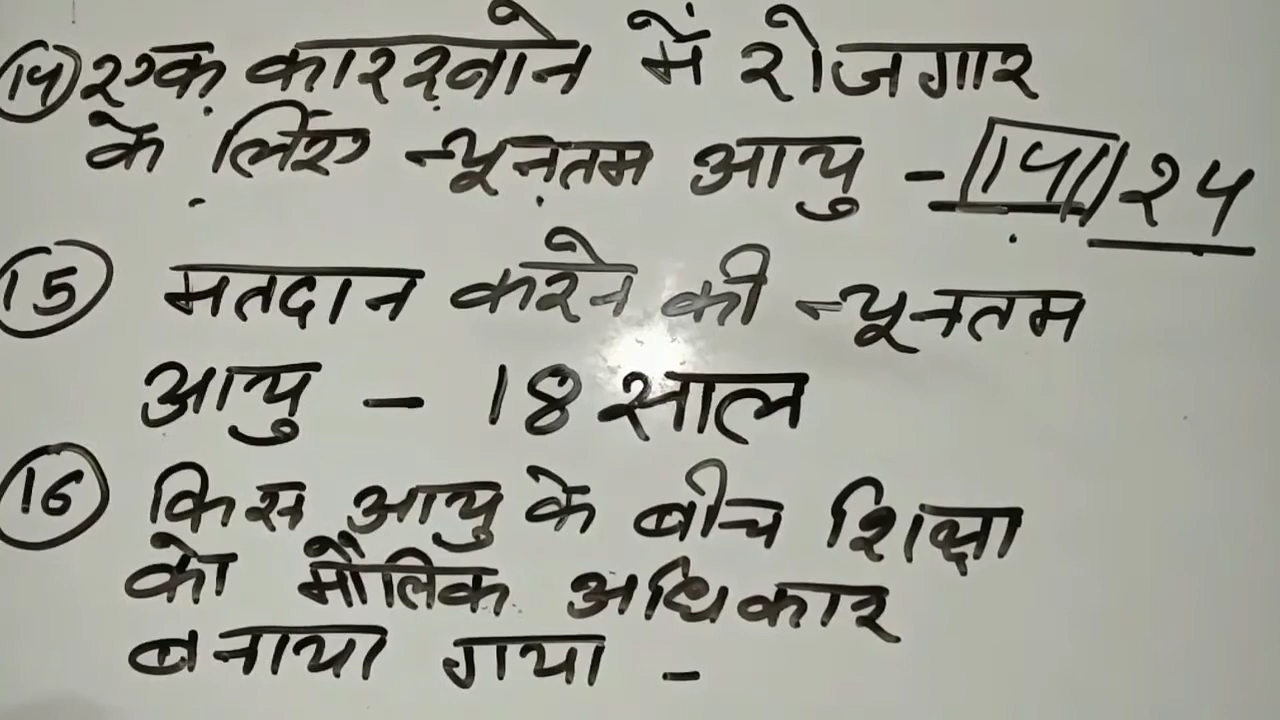 (14) एक कारखाने में रोजगार
के लिए न्यूनतम आयु - 14 / 24
(15) मतदान करने की न्यूनतम
आयु - 18 साल
(16) किस आयु के बीच शिक्षा
को मौलिक अधिकार
बनाया गया -